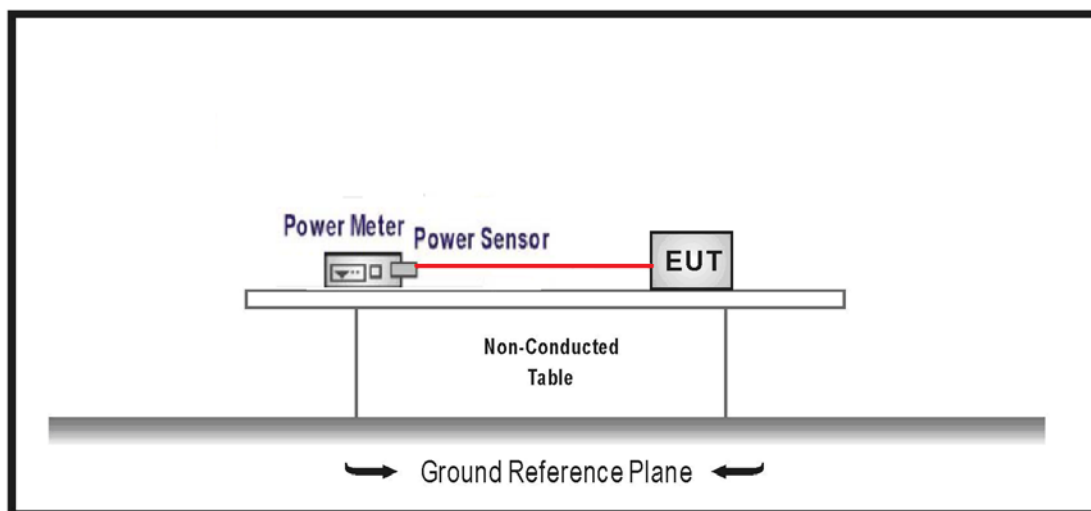 Power Meter
Power Sensor
EUT
Non-Conducted
Table
Ground Reference Plane